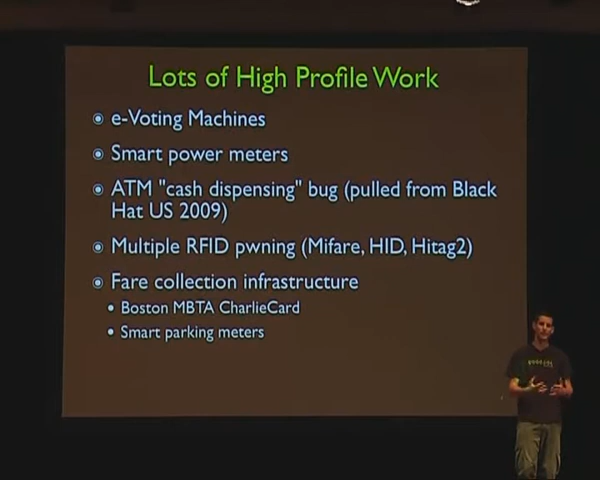 Lots of High Profile Work
e-Voting Machines
Smart power meters
ATM "cash dispensing" bug (pulled from Black
Hat US 2009)
Multiple RFID pwning (Mifare, HID, Hitag2)
Fare collection infrastructure
Boston MBTA CharlieCard
Smart parking meters